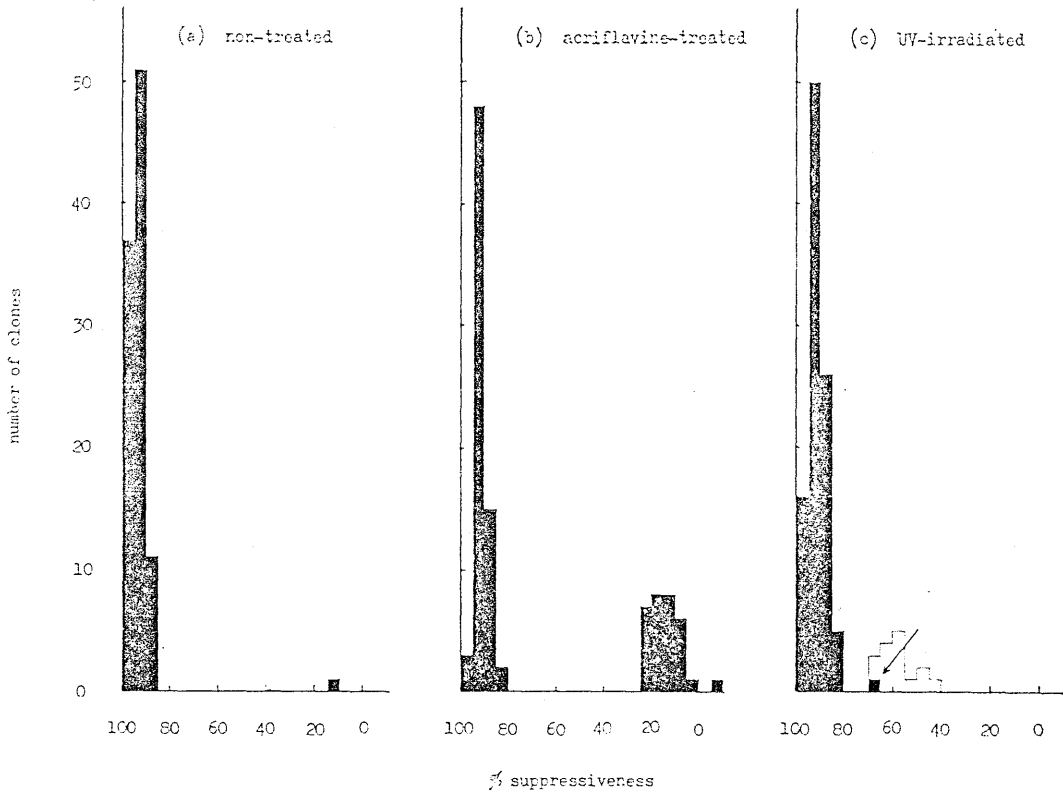 (a) non-treated
(b) acriflavine-treated
(c) UV-irradiated
number of clones
50
40
30
20
10
0
100 80 60 40 20 0
100 80 60 40 20 0
100 80 60 40 20 0
% suppressiveness